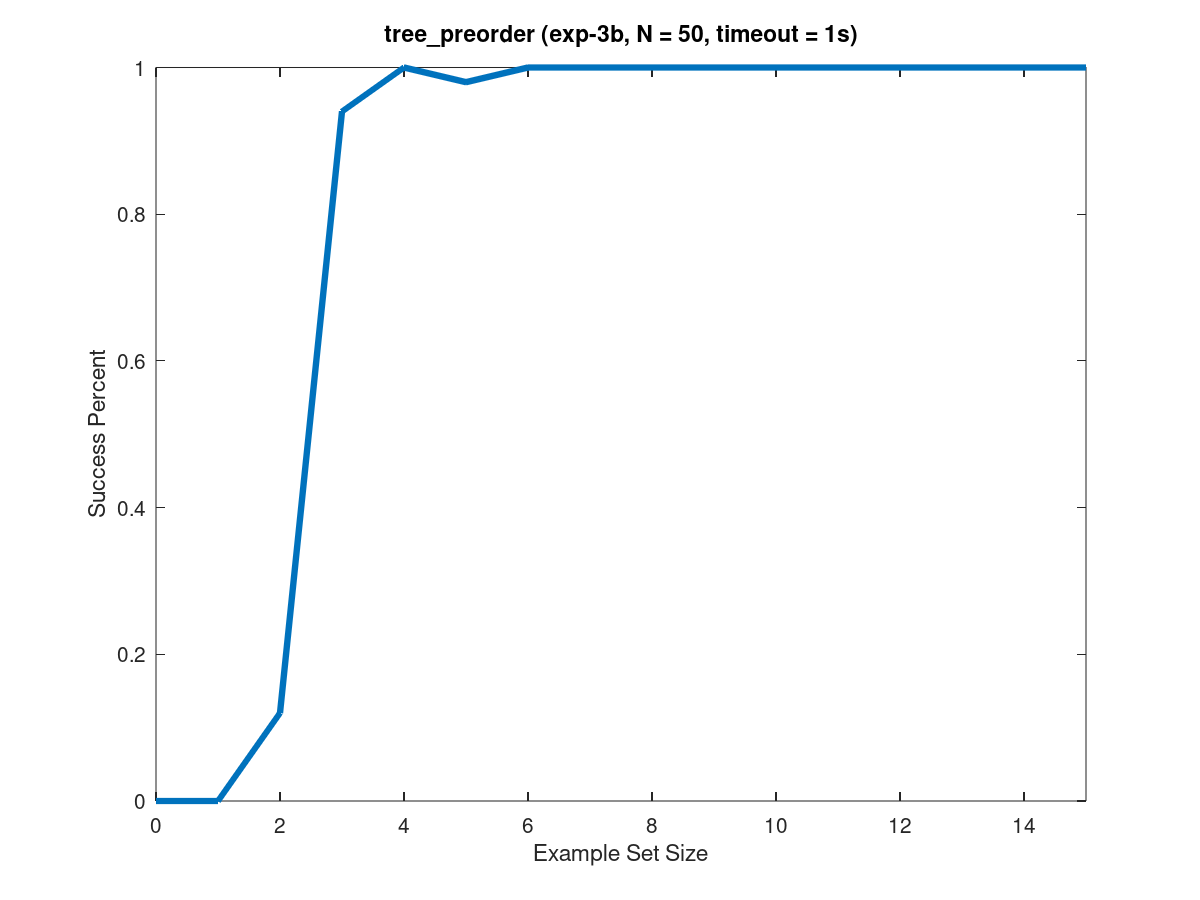 tree_preorder (exp-3b, N = 50, timeout = 1s)
1
0.8
0.6
0.4
0.2
0
Success Percent
0 2 4 6 8 10 12 14
Example Set Size